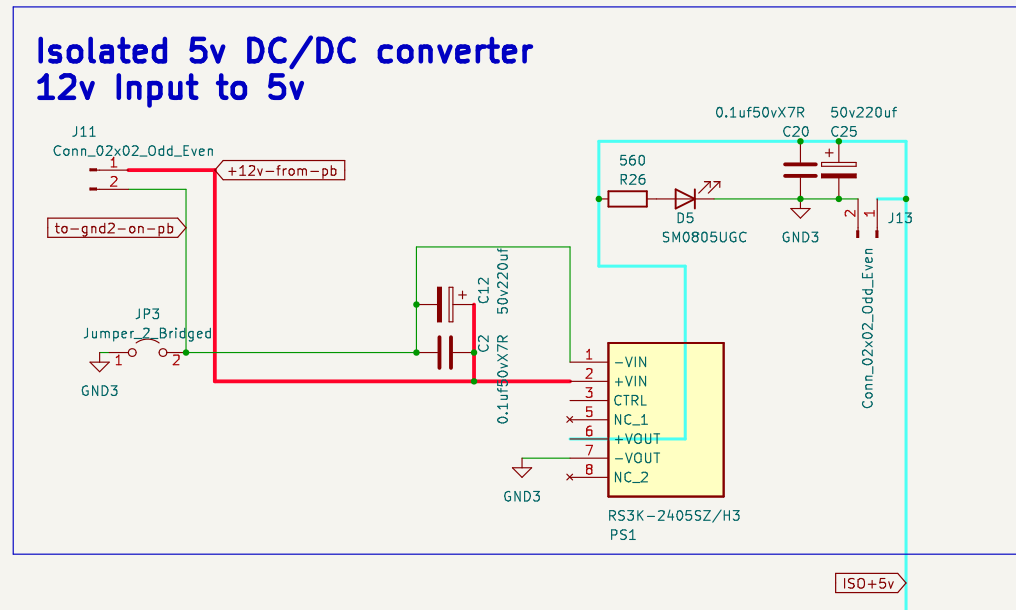 Isolated 5v DC/DC converter
12v Input to 5v
J11
Conn_02x02_Odd_Even
1
2
+12v-from-pb
to-gnd2-on-pb
JP3
Jumper_2_Bridged
1
2
GND3
C12
50v220uf
C2
0.1uf50vX7R
560
R26
D5
SM0805UGC
0.1uf50vX7R
C20
50v220uf
C25
GND3
2
1
J13
Conn_02x02_Odd_Even
1 -VIN
2 +VIN
3 CTRL
5 NC_1
6 +VOUT
7 -VOUT
8 NC_2
GND3
RS3K-2405SZ/H3
PS1
ISO+5v